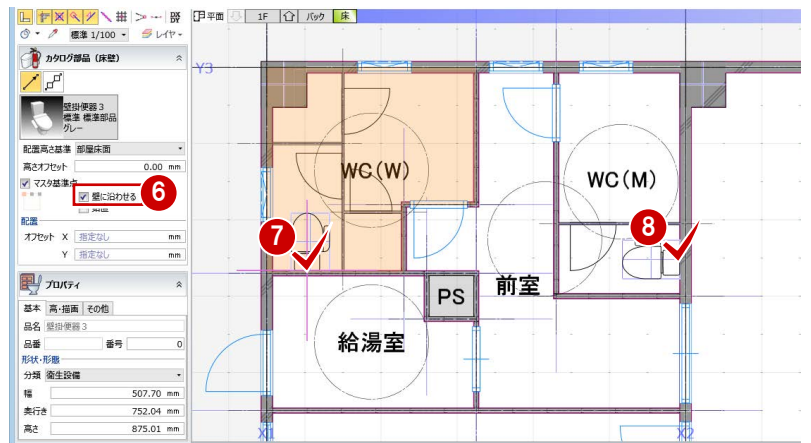 平面
1F
バック
床
標準 1/100
レイヤ
カタログ部品（床壁）
壁掛便器3
標準 標準部品
グレー
配置高さ基準 部屋床面
高さオフセット 0.00 mm
マスタ基準点
壁に沿わせる
6
配置
オフセット X 指定なし mm
Y 指定なし mm
プロパティ
基本 高・描画 その他
品名 壁掛便器3
品番 番号 0
形状・形態
分類 衛生設備
幅 507.70 mm
奥行き 752.04 mm
高さ 875.01 mm
Y3
WC(W)
WC(M)
7
8
前室
PS
給湯室
X1
X2